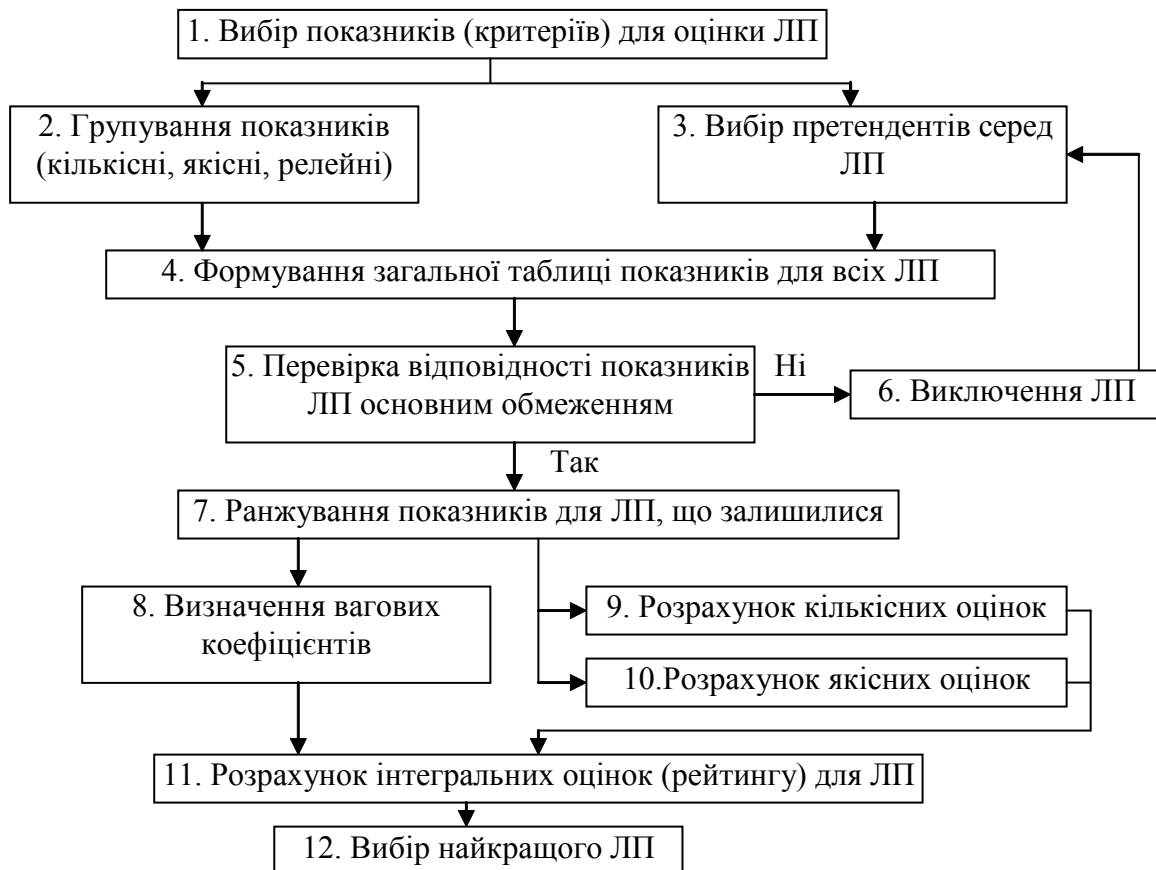 1. Вибір показників (критеріїв) для оцінки ЛП
2. Групування показників
(кількісні, якісні, релейні)
3. Вибір претендентів серед
ЛП
4. Формування загальної таблиці показників для всіх ЛП
5. Перевірка відповідності показників
ЛП основним обмеженням
Ні
6. Виключення ЛП
Так
7. Ранжування показників для ЛП, що залишилися
8. Визначення вагових
коефіцієнтів
9. Розрахунок кількісних оцінок
10.Розрахунок якісних оцінок
11. Розрахунок інтегральних оцінок (рейтингу) для ЛП
12. Вибір найкращого ЛП